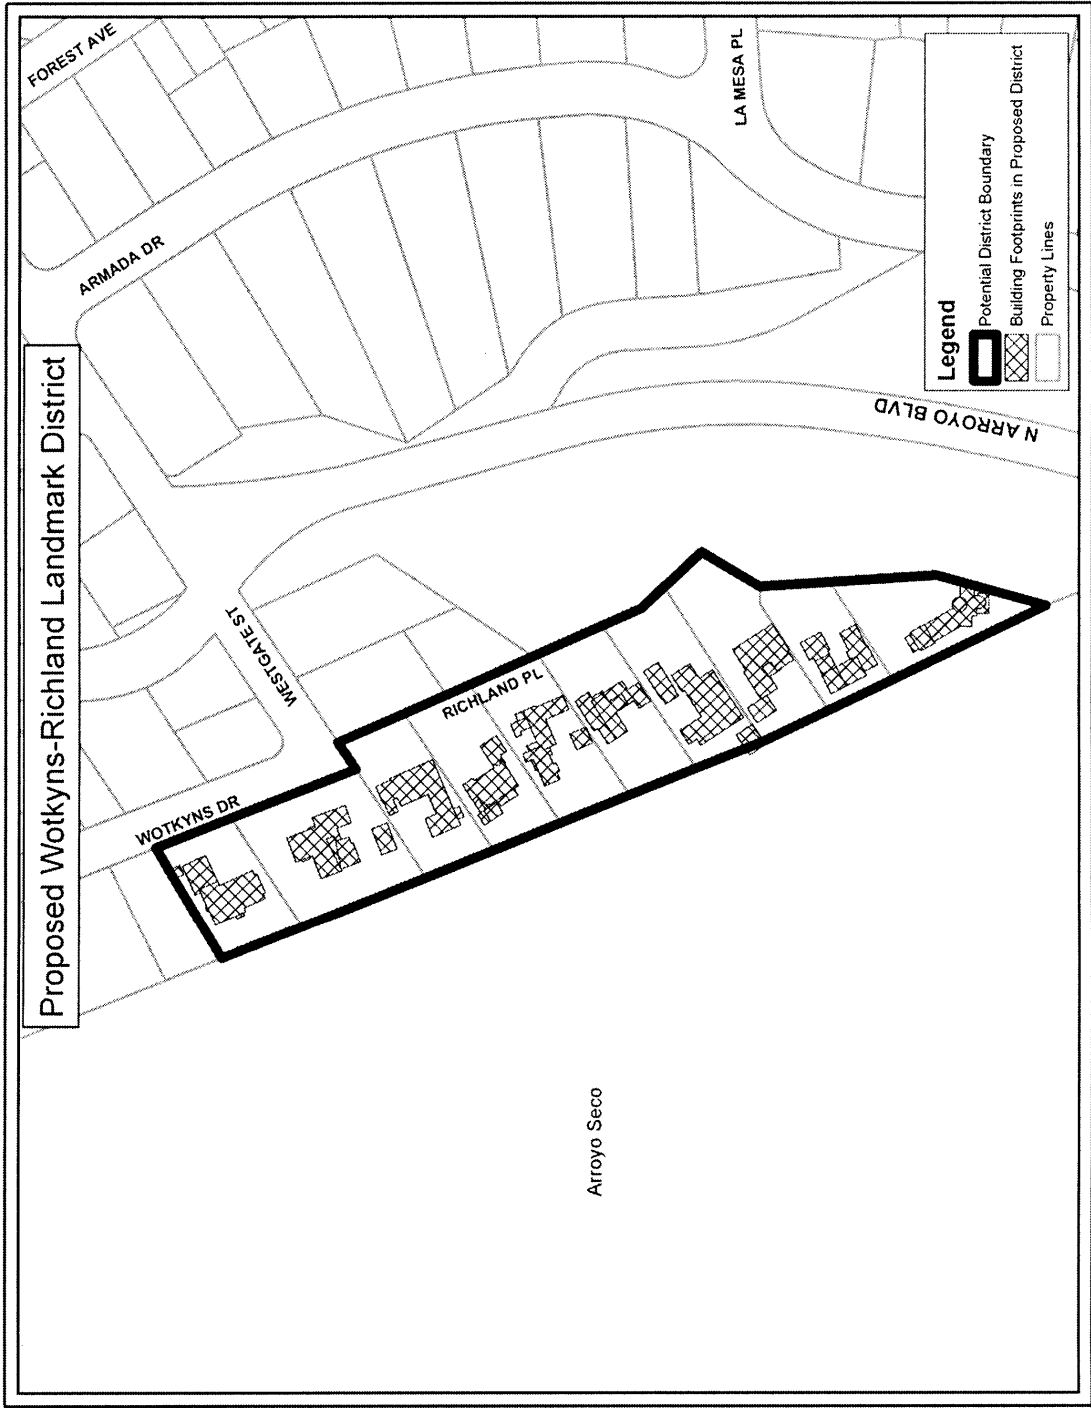 Proposed Wotkyns-Richland Landmark District
FOREST AVE
ARMADA DR
LA MESA PL
WESTGATE ST
WOTKYNS DR
RICHLAND PL
N ARROYO BLVD
Arroyo Seco
Legend
Potential District Boundary
Building Footprints in Proposed District
Property Lines